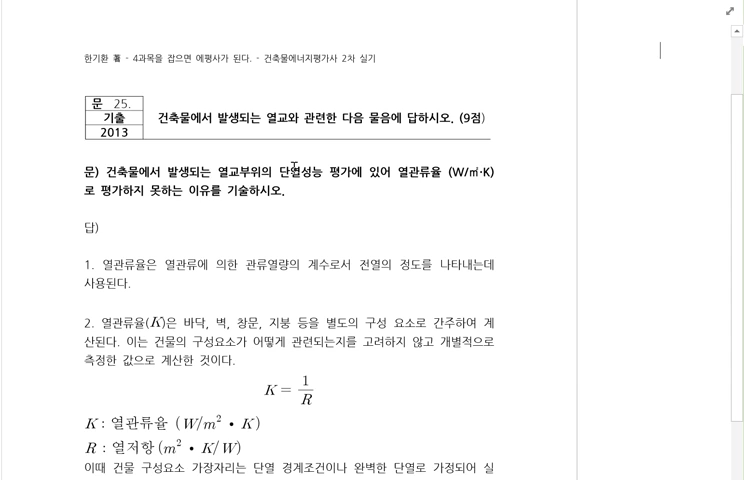 한기환 著 - 4과목을 잡으면 에평사가 된다. - 건축물에너지평가사 2차 실기
문 25.
기출
2013
건축물에서 발생되는 열교와 관련한 다음 물음에 답하시오. (9점)
문) 건축물에서 발생되는 열교부위의 단열성능 평가에 있어 열관류율 (W/㎡·K)
로 평가하지 못하는 이유를 기술하시오.
답)
1. 열관류율은 열관류에 의한 관류열량의 계수로서 전열의 정도를 나타내는데
사용된다.
2. 열관류율(K)은 바닥, 벽, 창문, 지붕 등을 별도의 구성 요소로 간주하여 계
산된다. 이는 건물의 구성요소가 어떻게 관련되는지를 고려하지 않고 개별적으로
측정한 값으로 계산한 것이다.
K = 1/R
K : 열관류율 (W/m² • K)
R : 열저항 (m² • K/W)
이때 건물 구성요소 가장자리는 단열 경계조건이나 완벽한 단열로 가정되어 실